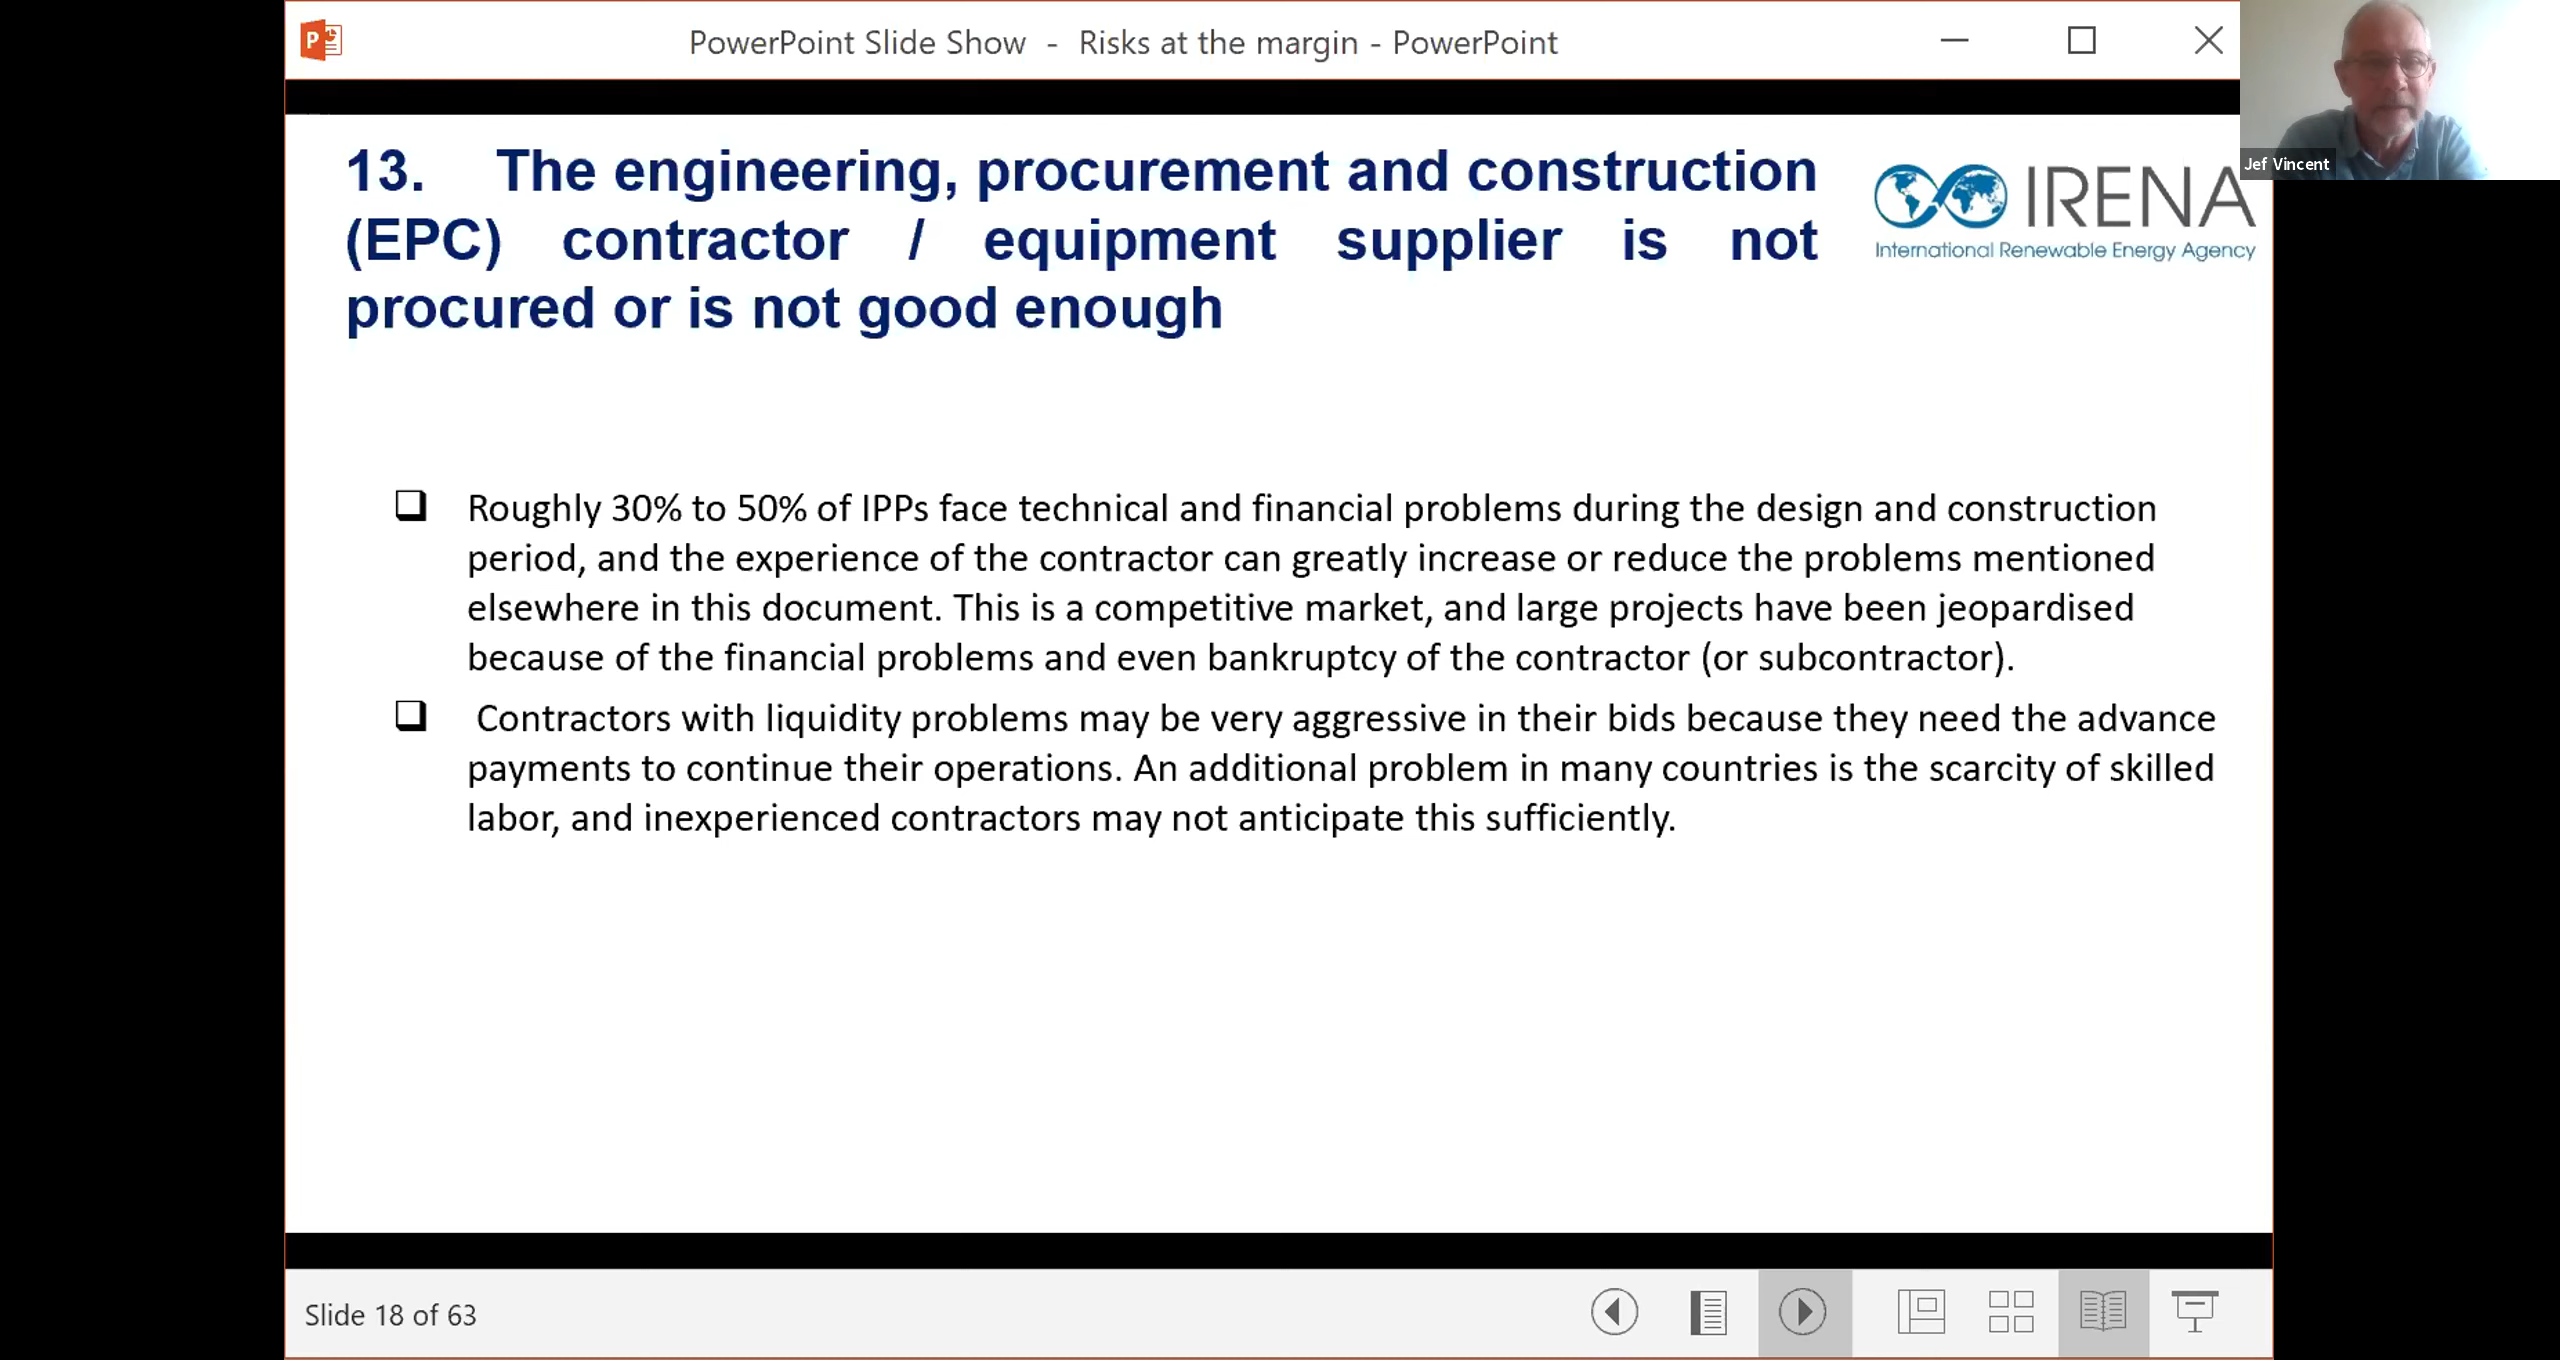 PowerPoint Slide Show - Risks at the margin - PowerPoint
Jef Vincent
13. The engineering, procurement and construction
(EPC) contractor / equipment supplier is not
procured or is not good enough
IRENA
International Renewable Energy Agency
Roughly 30% to 50% of IPPs face technical and financial problems during the design and construction
period, and the experience of the contractor can greatly increase or reduce the problems mentioned
elsewhere in this document. This is a competitive market, and large projects have been jeopardised
because of the financial problems and even bankruptcy of the contractor (or subcontractor).
Contractors with liquidity problems may be very aggressive in their bids because they need the advance
payments to continue their operations. An additional problem in many countries is the scarcity of skilled
labor, and inexperienced contractors may not anticipate this sufficiently.
Slide 18 of 63